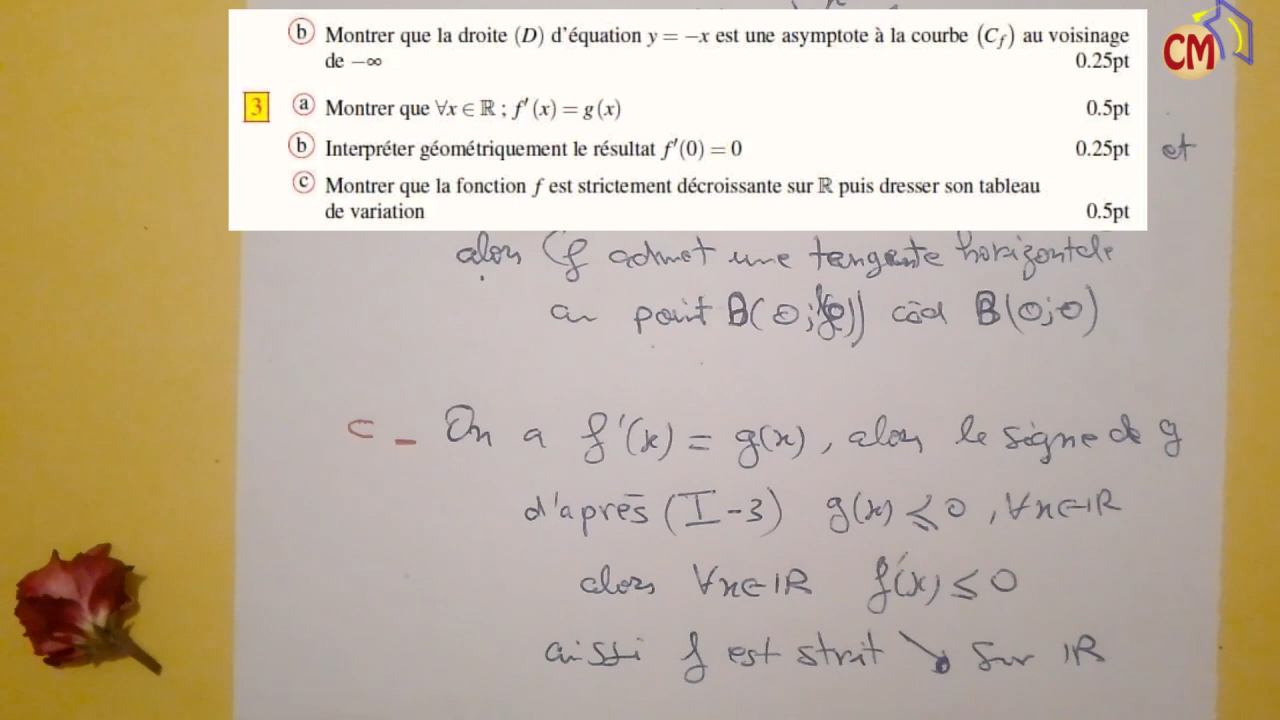 b Montrer que la droite (D) d'équation y = −x est une asymptote à la courbe (C_f) au voisinage
de −∞ 0.25pt
3 a Montrer que ∀x ∈ ℝ ; f′(x) = g(x) 0.5pt
b Interpréter géométriquement le résultat f′(0) = 0 0.25pt
c Montrer que la fonction f est strictement décroissante sur ℝ puis dresser son tableau
de variation 0.5pt
CM
et
alors Cf admet une tangente horizontale
au point B(0; ) càd B(0;0)
c - On a f'(x) = g(x), alors le signe de g
d'après (I-3) g(x) ≤ 0, ∀x∈ℝ
alors ∀x∈ℝ f'(x) ≤ 0
aissi f est strict ↘ sur ℝ